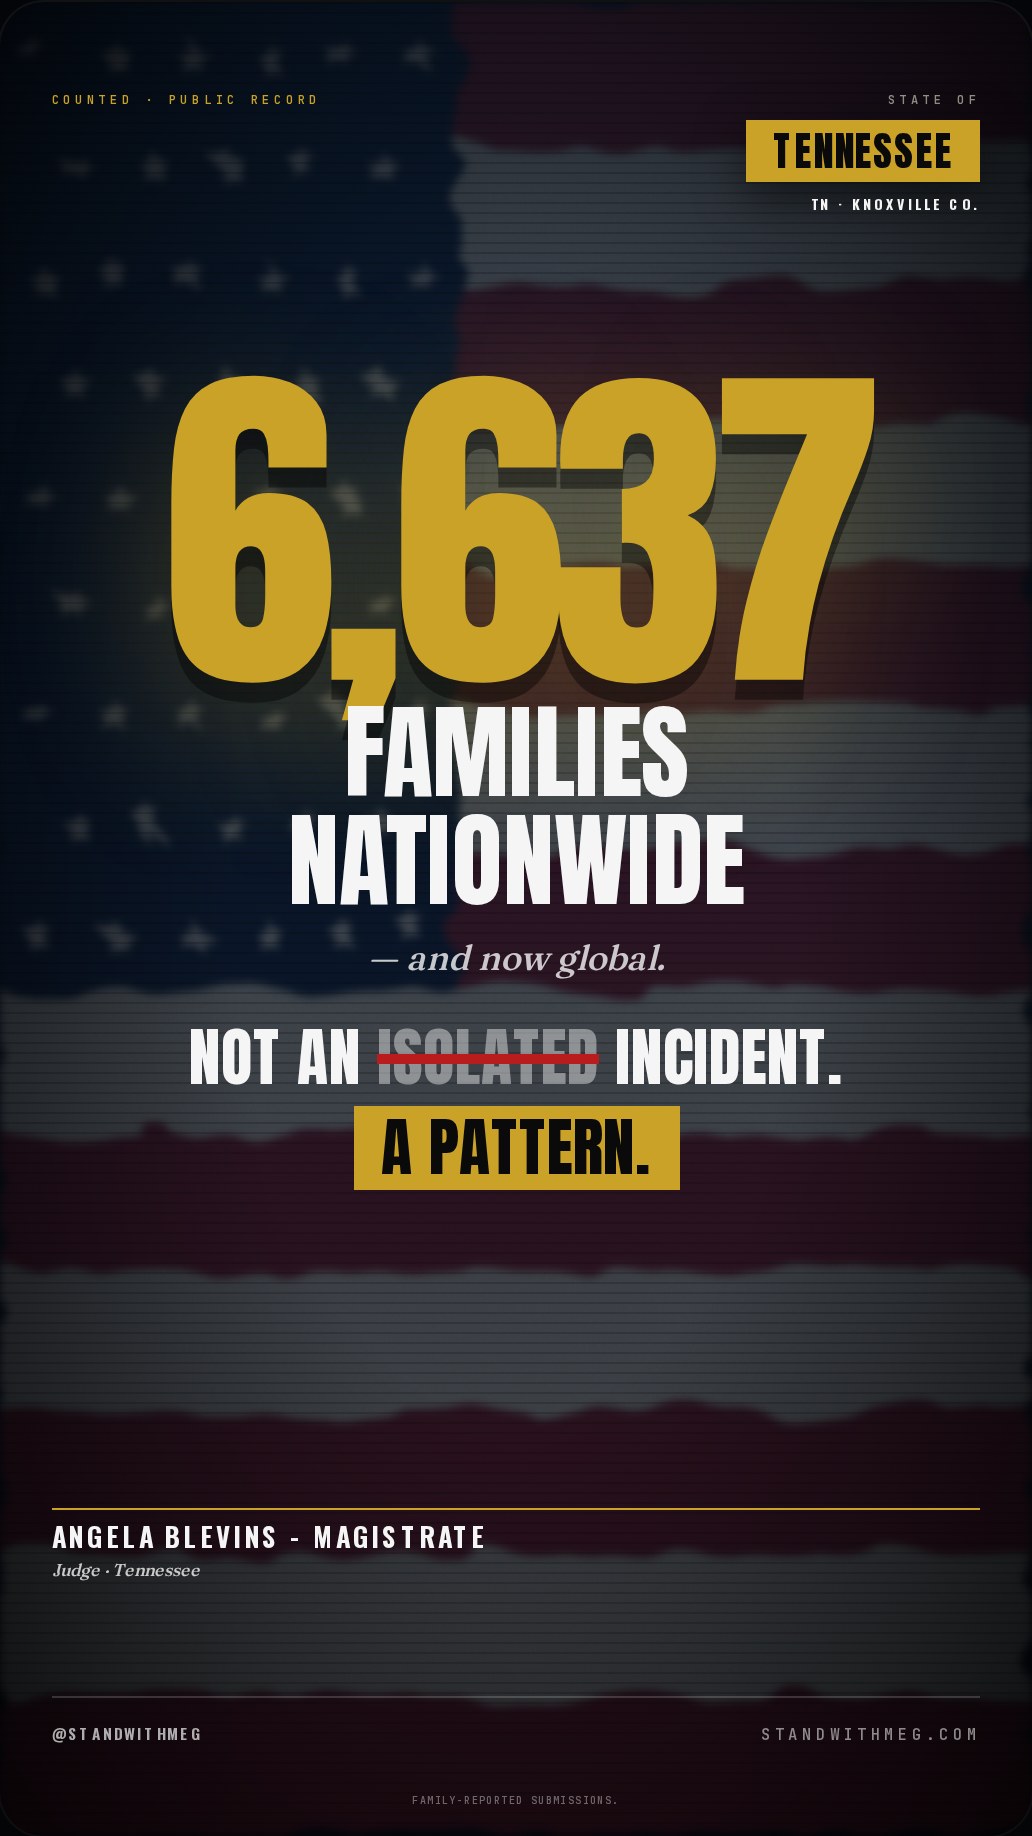 COUNTED · PUBLIC RECORD
STATE OF
TENNESSEE
TN · KNOXVILLE CO.
6,637
FAMILIES
NATIONWIDE
— and now global.
NOT AN ISOLATED INCIDENT.
A PATTERN.
ANGELA BLEVINS - MAGISTRATE
Judge · Tennessee
@STANDWITHMEG
STANDWITHMEG.COM
FAMILY-REPORTED SUBMISSIONS.